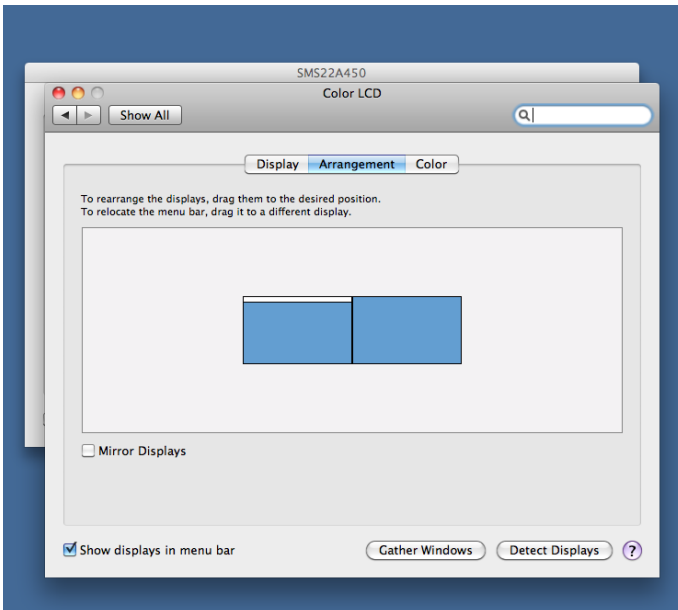 SMS22A450
Color LCD
Show All
Display Arrangement Color
To rearrange the displays, drag them to the desired position.
To relocate the menu bar, drag it to a different display.
Mirror Displays
Show displays in menu bar
Gather Windows
Detect Displays
?